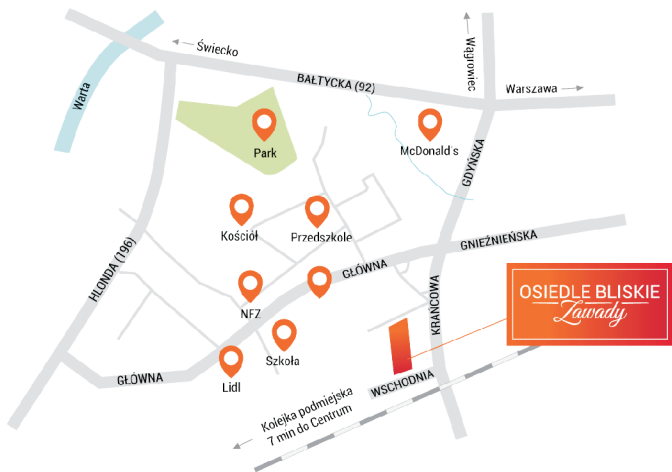 Świecko
Wągrowiec
Warta
BAŁTYCKA (92)
Warszawa
Park
McDonald's
GDYŃSKA
Kościół
Przedszkole
GNIEŹNIEŃSKA
HLONDA (196)
GŁÓWNA
NFZ
KRAŃCOWA
OSIEDLE BLISKIE
Zawady
Szkoła
GŁÓWNA
Lidl
WSCHODNIA
Kolejka podmiejska
7 min do Centrum